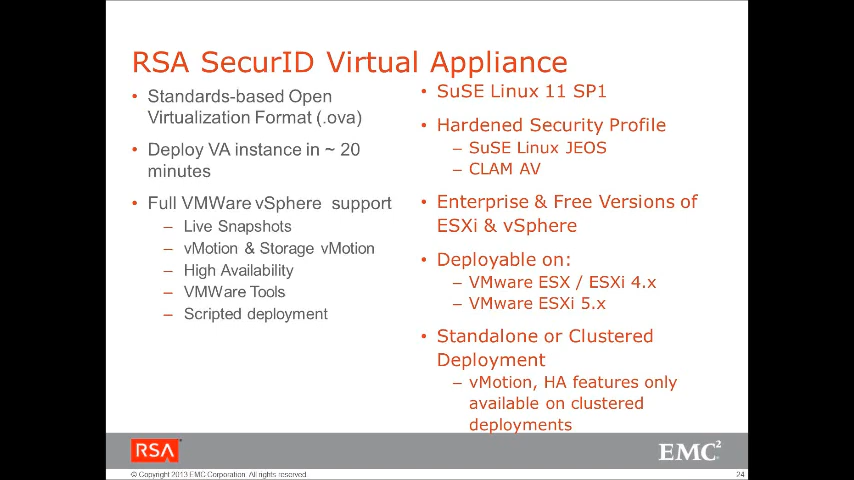 RSA SecurID Virtual Appliance
• Standards-based Open
Virtualization Format (.ova)
• Deploy VA instance in ~ 20
minutes
• Full VMWare vSphere support
– Live Snapshots
– vMotion & Storage vMotion
– High Availability
– VMWare Tools
– Scripted deployment
• SuSE Linux 11 SP1
• Hardened Security Profile
– SuSE Linux JEOS
– CLAM AV
• Enterprise & Free Versions of
ESXi & vSphere
• Deployable on:
– VMware ESX / ESXi 4.x
– VMware ESXi 5.x
• Standalone or Clustered
Deployment
– vMotion, HA features only
available on clustered
deployments
RSA
EMC²
© Copyright 2013 EMC Corporation. All rights reserved.
24